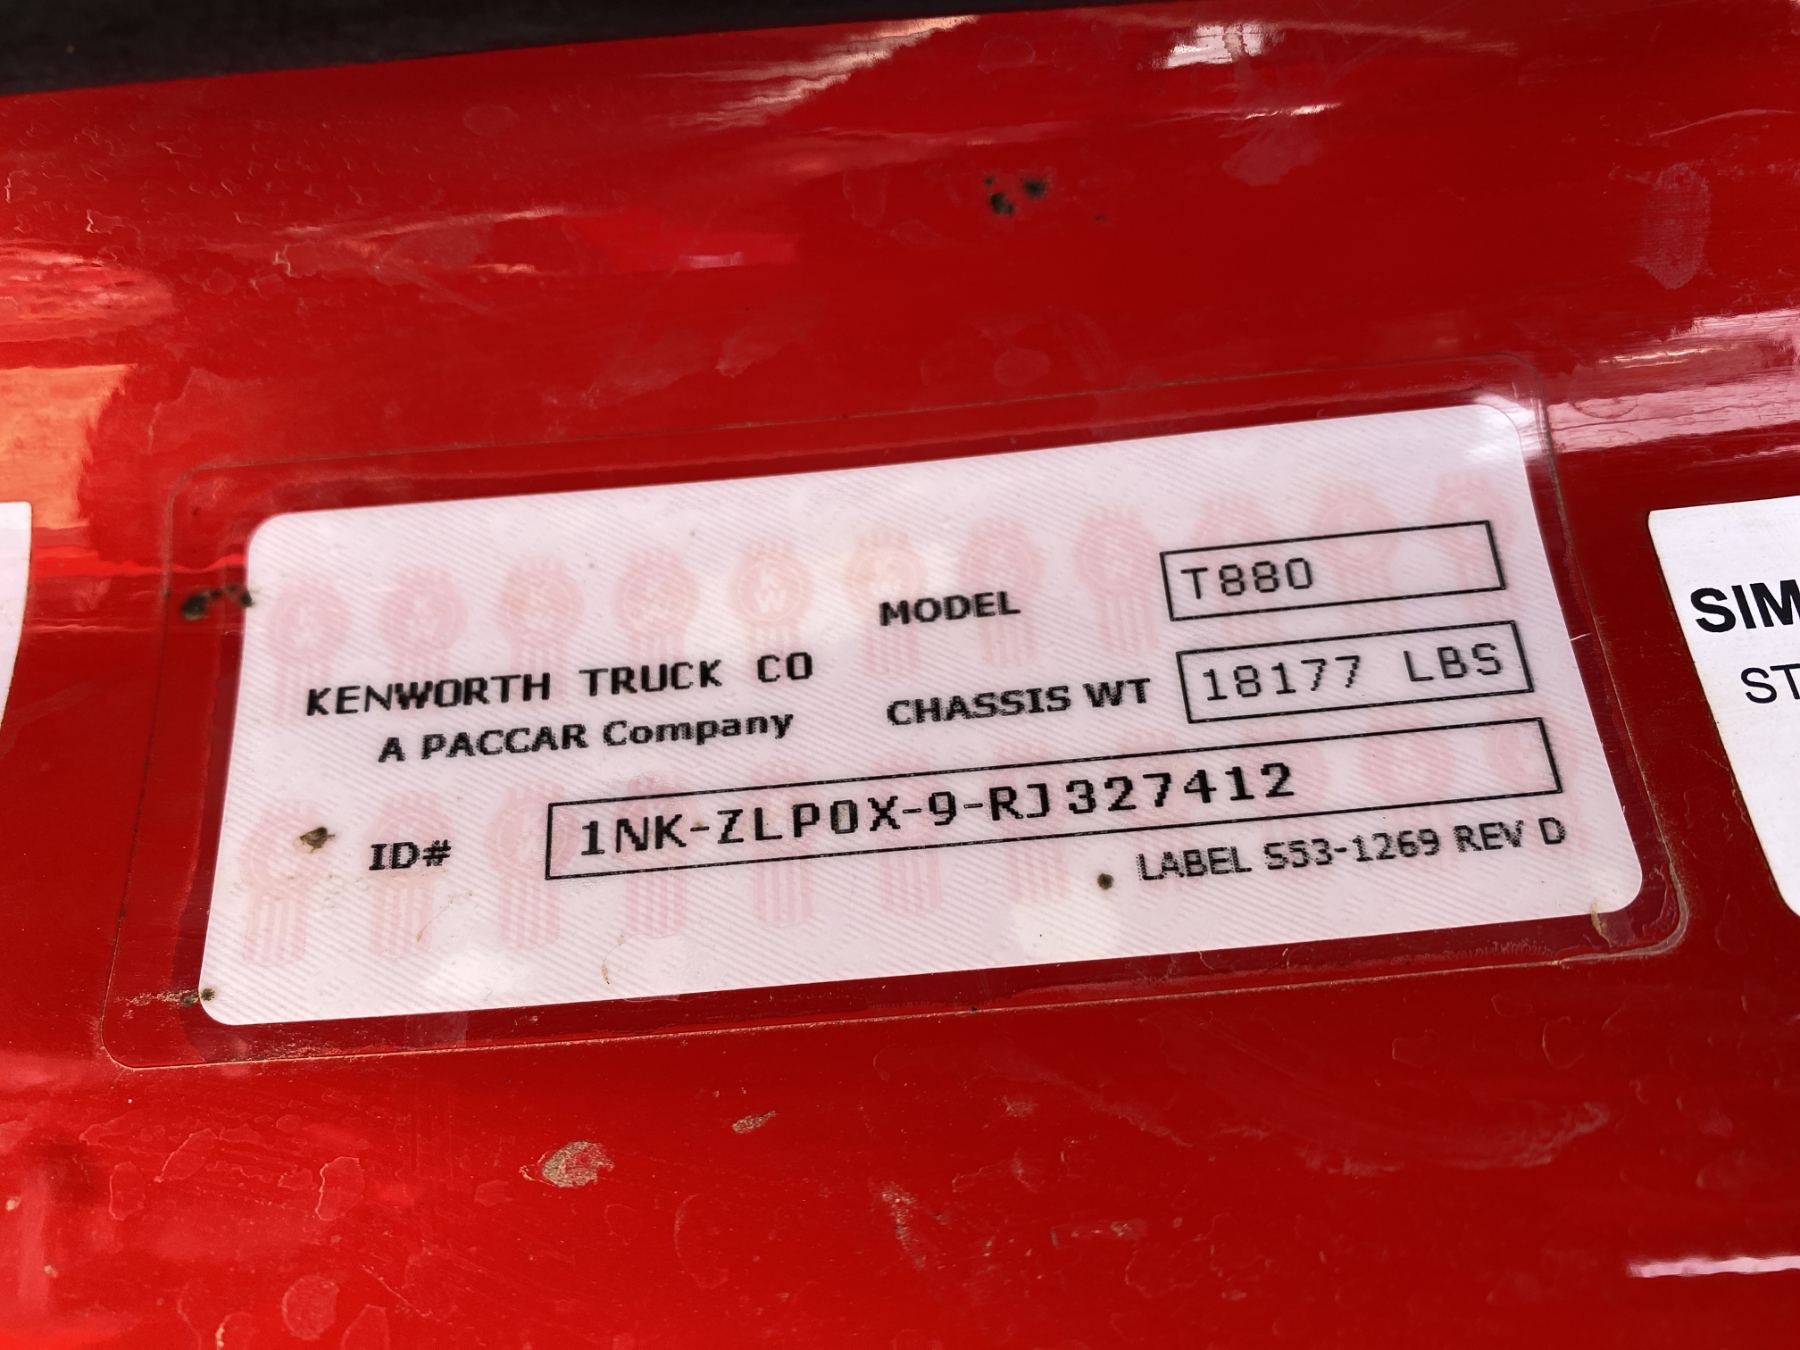 KENWORTH TRUCK CO
A PACCAR Company
MODEL T880
CHASSIS WT 18177 LBS
ID# 1NK-ZLP0X-9-RJ327412
LABEL S53-1269 REV D
SIM
ST